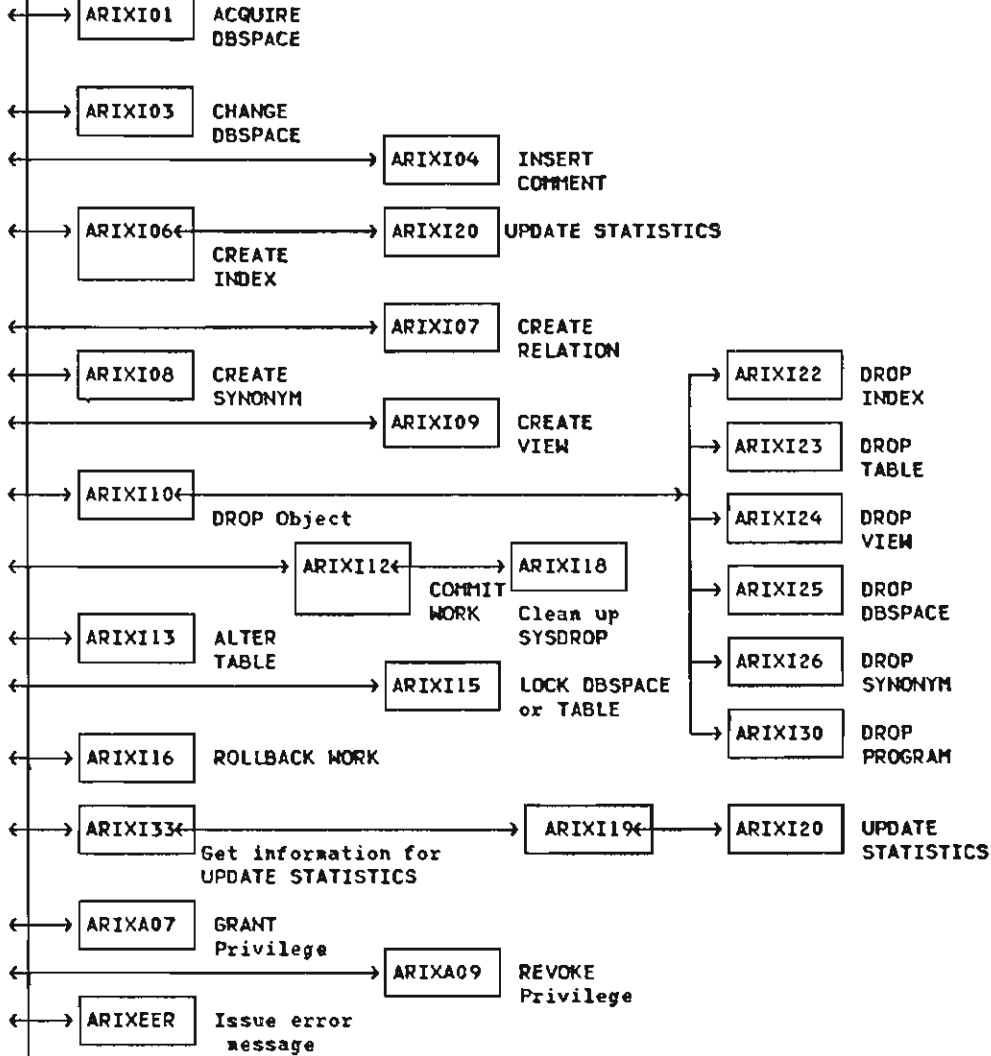 ARIXI01 ACQUIRE
DBSPACE
ARIXI03 CHANGE
DBSPACE
ARIXI04 INSERT
COMMENT
ARIXI06 ARIXI20 UPDATE STATISTICS
CREATE
INDEX
ARIXI07 CREATE
RELATION
ARIXI08 CREATE
SYNONYM
ARIXI22 DROP
INDEX
ARIXI09 CREATE
VIEW
ARIXI23 DROP
TABLE
ARIXI10
DROP Object
ARIXI24 DROP
VIEW
ARIXI12 COMMIT
WORK
ARIXI18
Clean up
SYSDROP
ARIXI25 DROP
DBSPACE
ARIXI13 ALTER
TABLE
ARIXI26 DROP
SYNONYM
ARIXI15 LOCK DBSPACE
or TABLE
ARIXI30 DROP
PROGRAM
ARIXI16 ROLLBACK WORK
ARIXI33 ARIXI19 ARIXI20 UPDATE
STATISTICS
Get information for
UPDATE STATISTICS
ARIXA07 GRANT
Privilege
ARIXA09 REVOKE
Privilege
ARIXEER Issue error
message